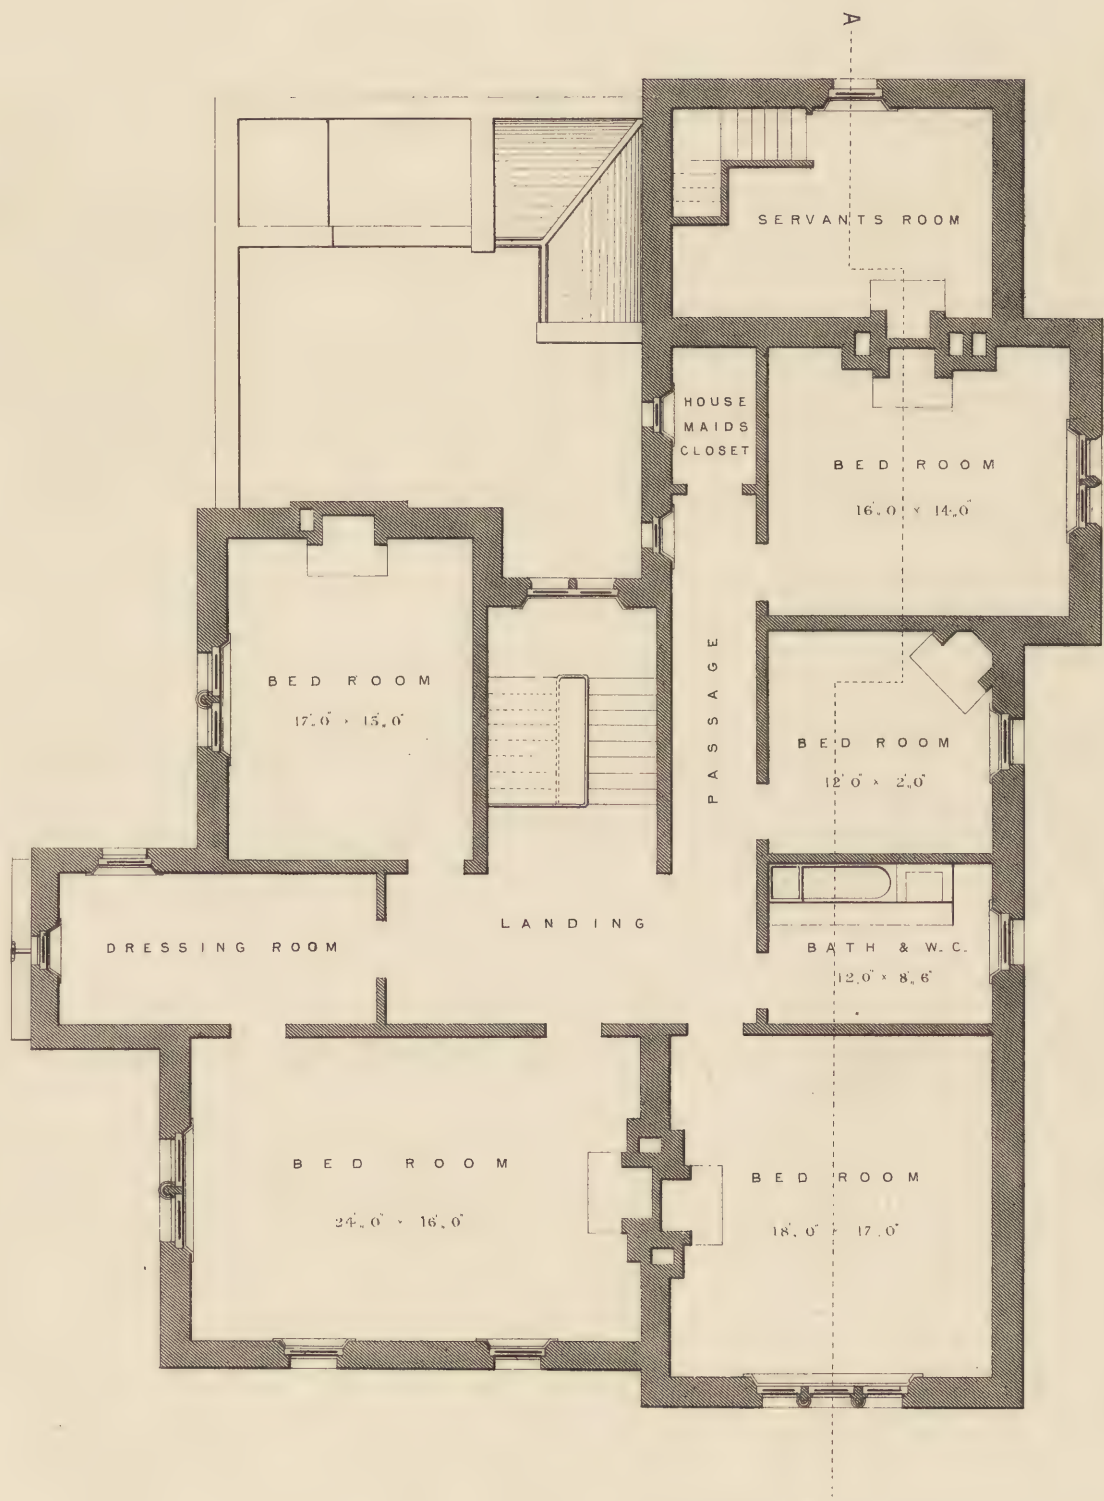 A
SERVANTS ROOM
HOUSE
MAIDS
CLOSET
BED ROOM
16'.0" × 14'.0"
BED ROOM
17'.0" × 15'.0"
PASSAGE
BED ROOM
12'0" × 2'.0"
LANDING
DRESSING ROOM
BATH & W.C.
12.0" × 8'.6"
BED ROOM
24'.0" × 16'.0"
BED ROOM
18'.0" × 17'.0"